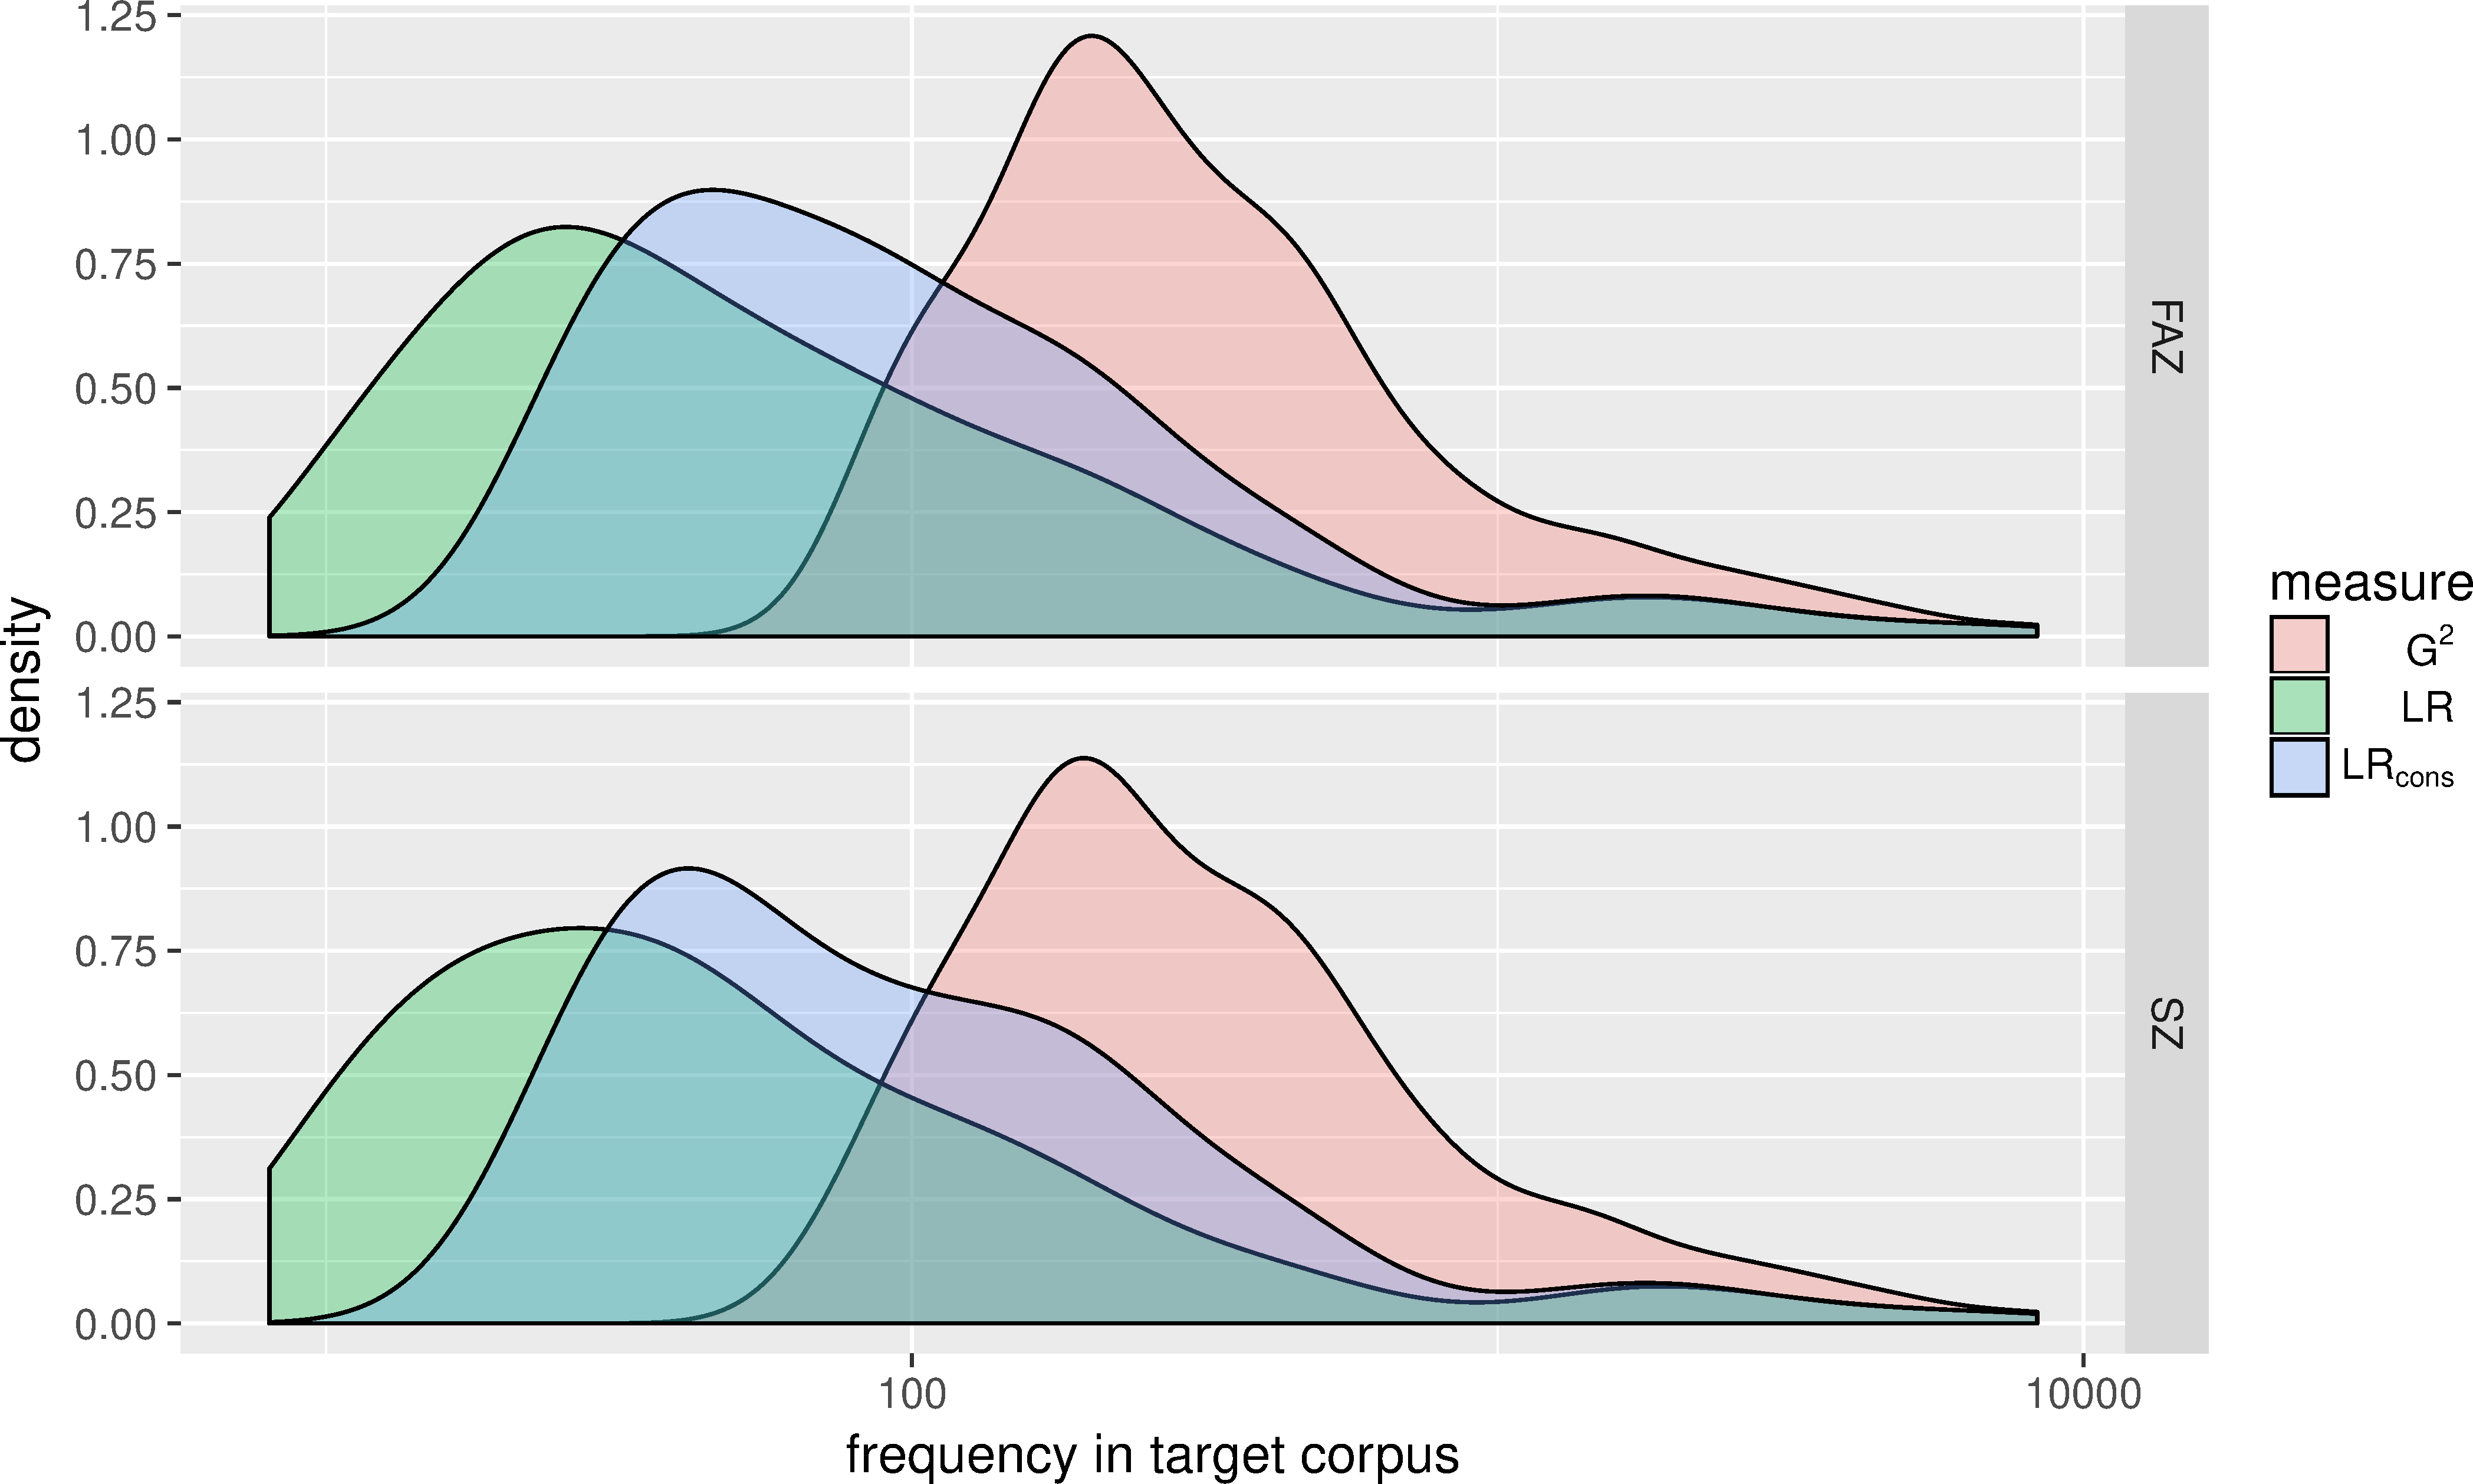 1.25
1.00
0.75
0.50
0.25
0.00
FAZ
1.25
1.00
0.75
0.50
0.25
0.00
SZ
density
100
10000
frequency in target corpus
measure
G²
LR
LRcons